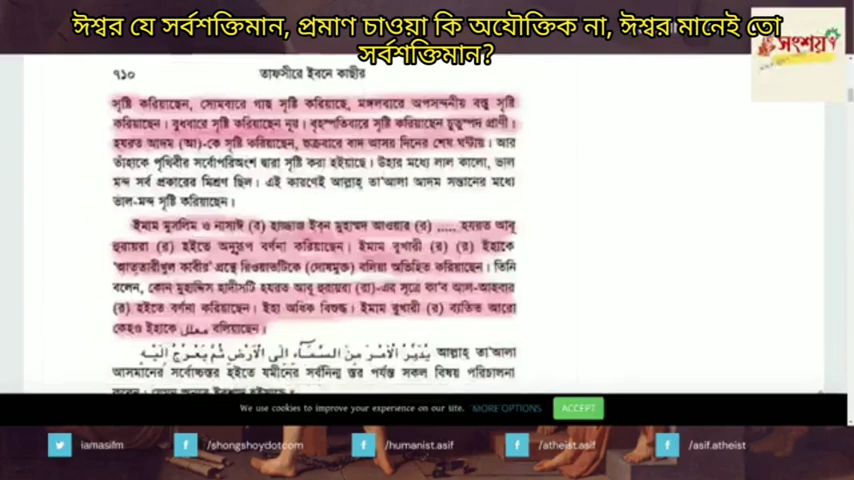 ঈশ্বর যে সর্বশক্তিমান, প্রমাণ চাওয়া কি অযৌক্তিক না, ঈশ্বর মানেই তো
সর্বশক্তিমান?
সংশয়
৭১০
তাফসীরে ইবনে কাছীর
সৃষ্টি করিয়াছেন, সোমবারে গাছ সৃষ্টি করিয়াছে, মঙ্গলবারে অপসন্দনীয় বস্তু সৃষ্টি
করিয়াছেন। বুধবারে সৃষ্টি করিয়াছেন নূর। বৃহস্পতিবারে সৃষ্টি করিয়াছেন চতুষ্পদ প্রাণী।
হযরত আদম (আ)-কে সৃষ্টি করিয়াছেন, শুক্রবারে বাদ আসর দিনের শেষ ঘন্টায়। আর
তাঁহাকে পৃথিবীর সর্বোপরিঅংশ দ্বারা সৃষ্টি করা হইয়াছে। উহার মধ্যে লাল কালো, ভাল
মন্দ সর্ব প্রকারের মিশ্রণ ছিল। এই কারণেই আল্লাহ্ তা'আলা আদম সন্তানের মধ্যে
ভাল-মন্দ সৃষ্টি করিয়াছেন।
ইমাম মুসলিম ও নাসাঈ (র) হাজ্জাজ ইবন মুহাম্মদ আওয়ার (র) ..... হযরত আবূ
হুরায়রা (র) হইতে অনুরূপ বর্ণনা করিয়াছেন। ইমাম বুখারী (র) (র) ইহাকে
'আত্তারীখুল কাবীর' গ্রন্থে রিওয়াতটিকে (দোষমুক্ত) বলিয়া অভিহিত করিয়াছেন। তিনি
বলেন, কোন মুহাদ্দিস হাদীসটি হযরত আবূ হুরায়রা (রা)-এর সূত্রে কা'ব আল-আহবার
(র) হইতে বর্ণনা করিয়াছেন। ইহা অধিক বিশুদ্ধ। ইমাম বুখারী (র) ব্যতিত আরো
কেহও ইহাকে معلل বলিয়াছেন।
يُدَبِّرُ الْأَمْرَ مِنَ السَّمَاءِ إِلَى الْأَرْضِ ثُمَّ يَعْرُجُ إِلَيْهِ আল্লাহ্ তা'আলা
আসমানের সর্বোচ্চস্তর হইতে যমীনের সর্বনিম্ন স্তর পর্যন্ত সকল বিষয় পরিচালনা
We use cookies to improve your experience on our site. MORE OPTIONS ACCEPT
iamasifm /shongshoydotcom /humanist.asif /atheist.asif /asif.atheist